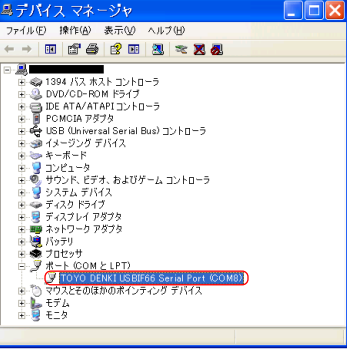 デバイス マネージャ
ファイル(F) 操作(A) 表示(V) ヘルプ(H)
1394 バス ホスト コントローラ
DVD/CD-ROM ドライブ
IDE ATA/ATAPI コントローラ
PCMCIA アダプタ
USB (Universal Serial Bus) コントローラ
イメージング デバイス
キーボード
コンピュータ
サウンド、ビデオ、およびゲーム コントローラ
システム デバイス
ディスク ドライブ
ディスプレイ アダプタ
ネットワーク アダプタ
バッテリ
プロセッサ
ポート (COM と LPT)
TOYO DENKI USBIF66 Serial Port (COM8)
マウスとそのほかのポインティング デバイス
モデム
モニタ